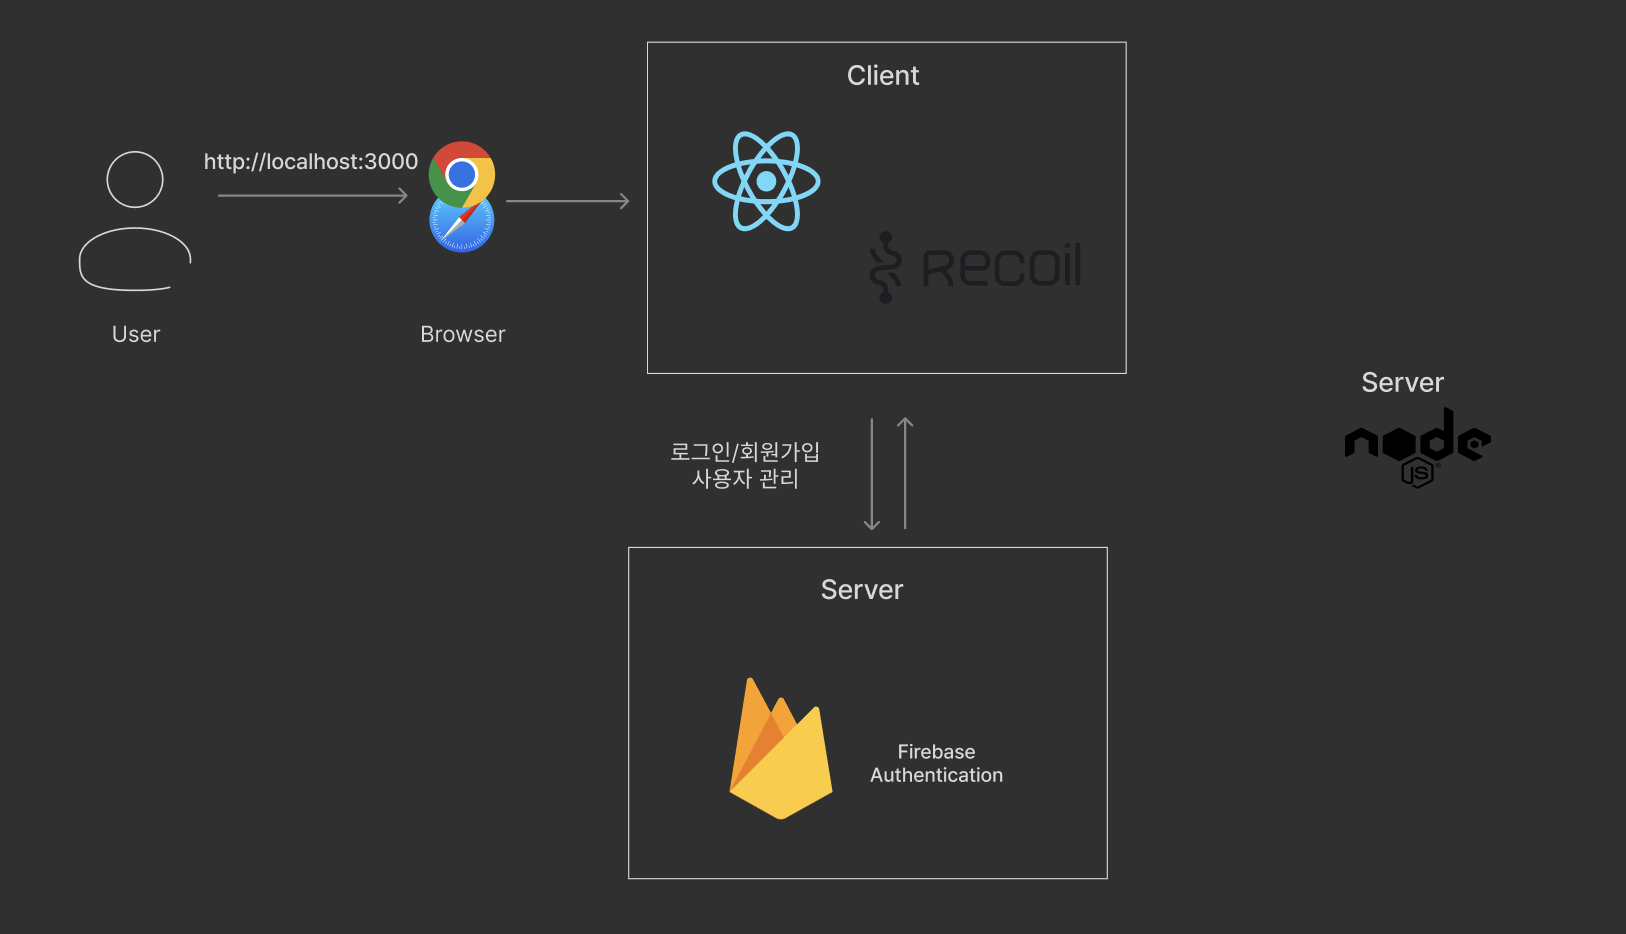 Client
http://localhost:3000
RECOIL
User
Browser
Server
node
JS
로그인/회원가입
사용자 관리
Server
Firebase
Authentication